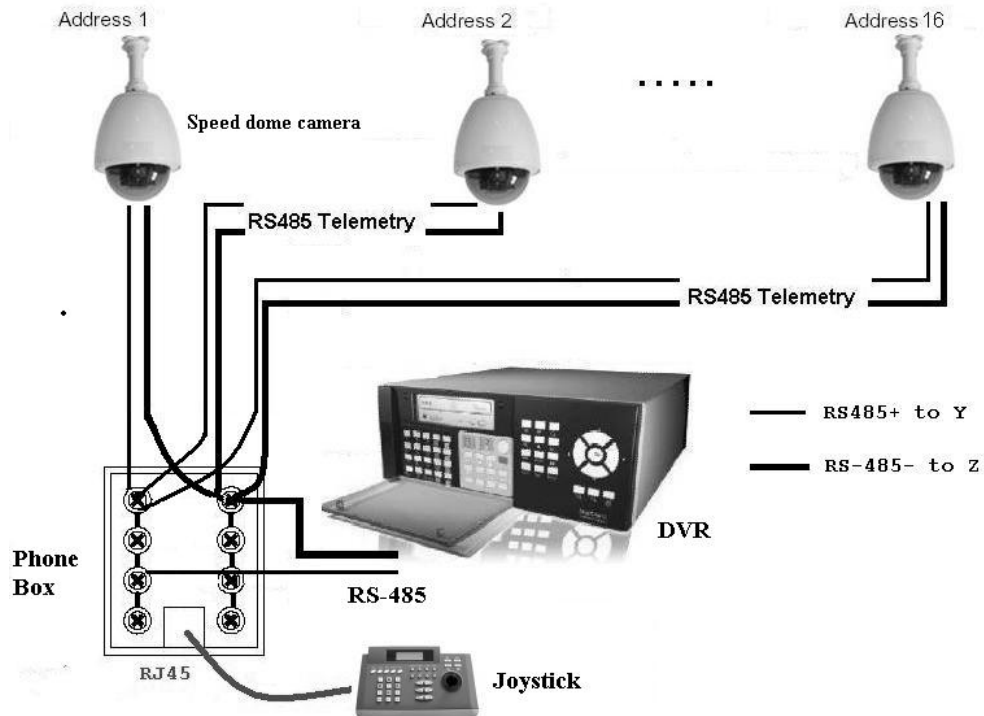 Address 1
Address 2
Address 16
Speed dome camera
RS485 Telemetry
RS485 Telemetry
RS485+ to Y
RS-485- to Z
DVR
Phone
Box
RS-485
RJ45
Joystick